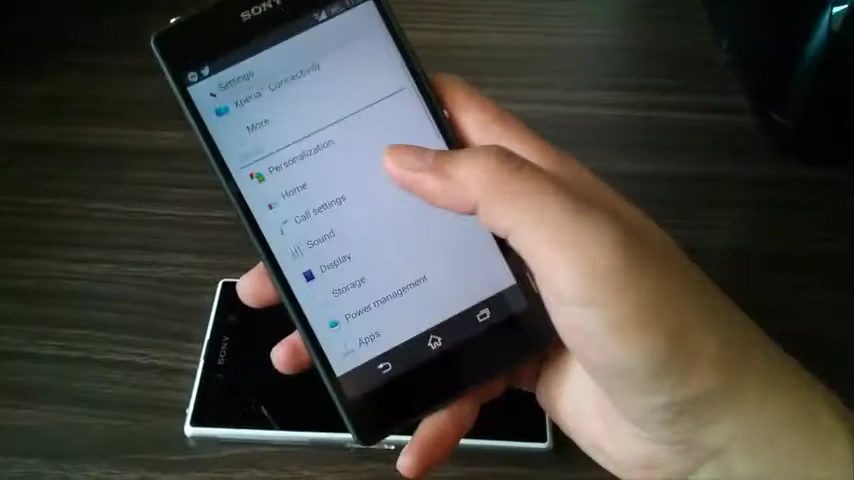 SONY
Settings
Xperia™ Connectivity
More
Personalization
Home
Call settings
Sound
Display
Storage
Power management
Apps
SONY